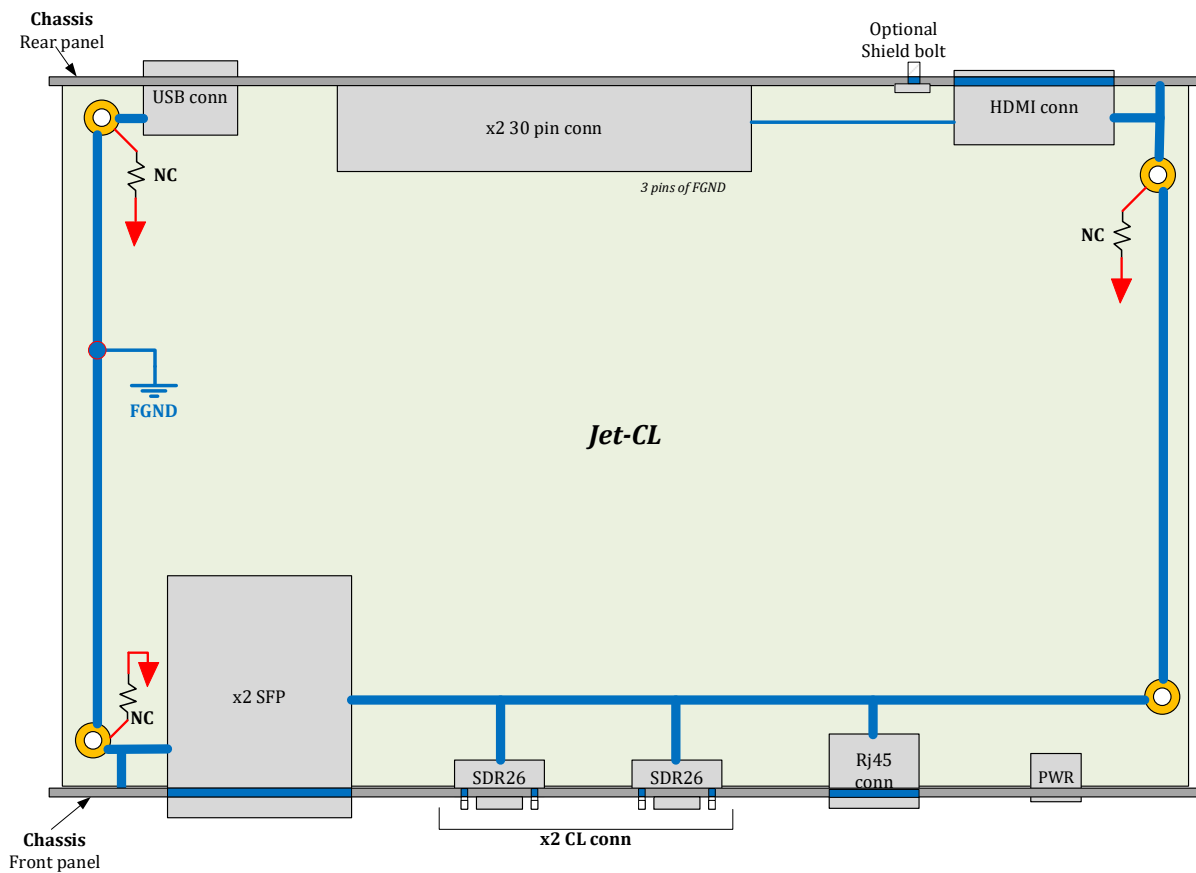 Chassis
Rear panel
Optional
Shield bolt
USB conn
x2 30 pin conn
HDMI conn
3 pins of FGND
NC
NC
FGND
Jet-CL
x2 SFP
NC
SDR26
SDR26
Rj45
conn
PWR
x2 CL conn
Chassis
Front panel